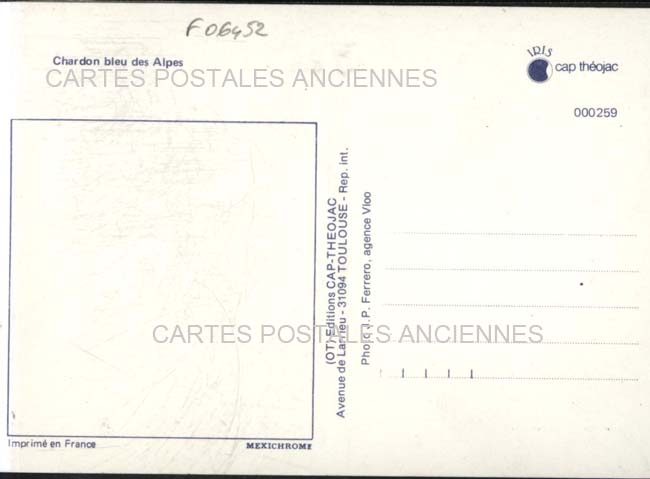 F 06452
Chardon bleu des Alpes
CARTES POSTALES ANCIENNES
IRIS
cap théojac
000259
(OT) Editions CAP-THEOJAC
Avenue de Larrieu - 31094 TOULOUSE - Rep. int.
Photo J.P. Ferrero, agence Vloo
CARTES POSTALES ANCIENNES
Imprimé en France
MEXICHROME